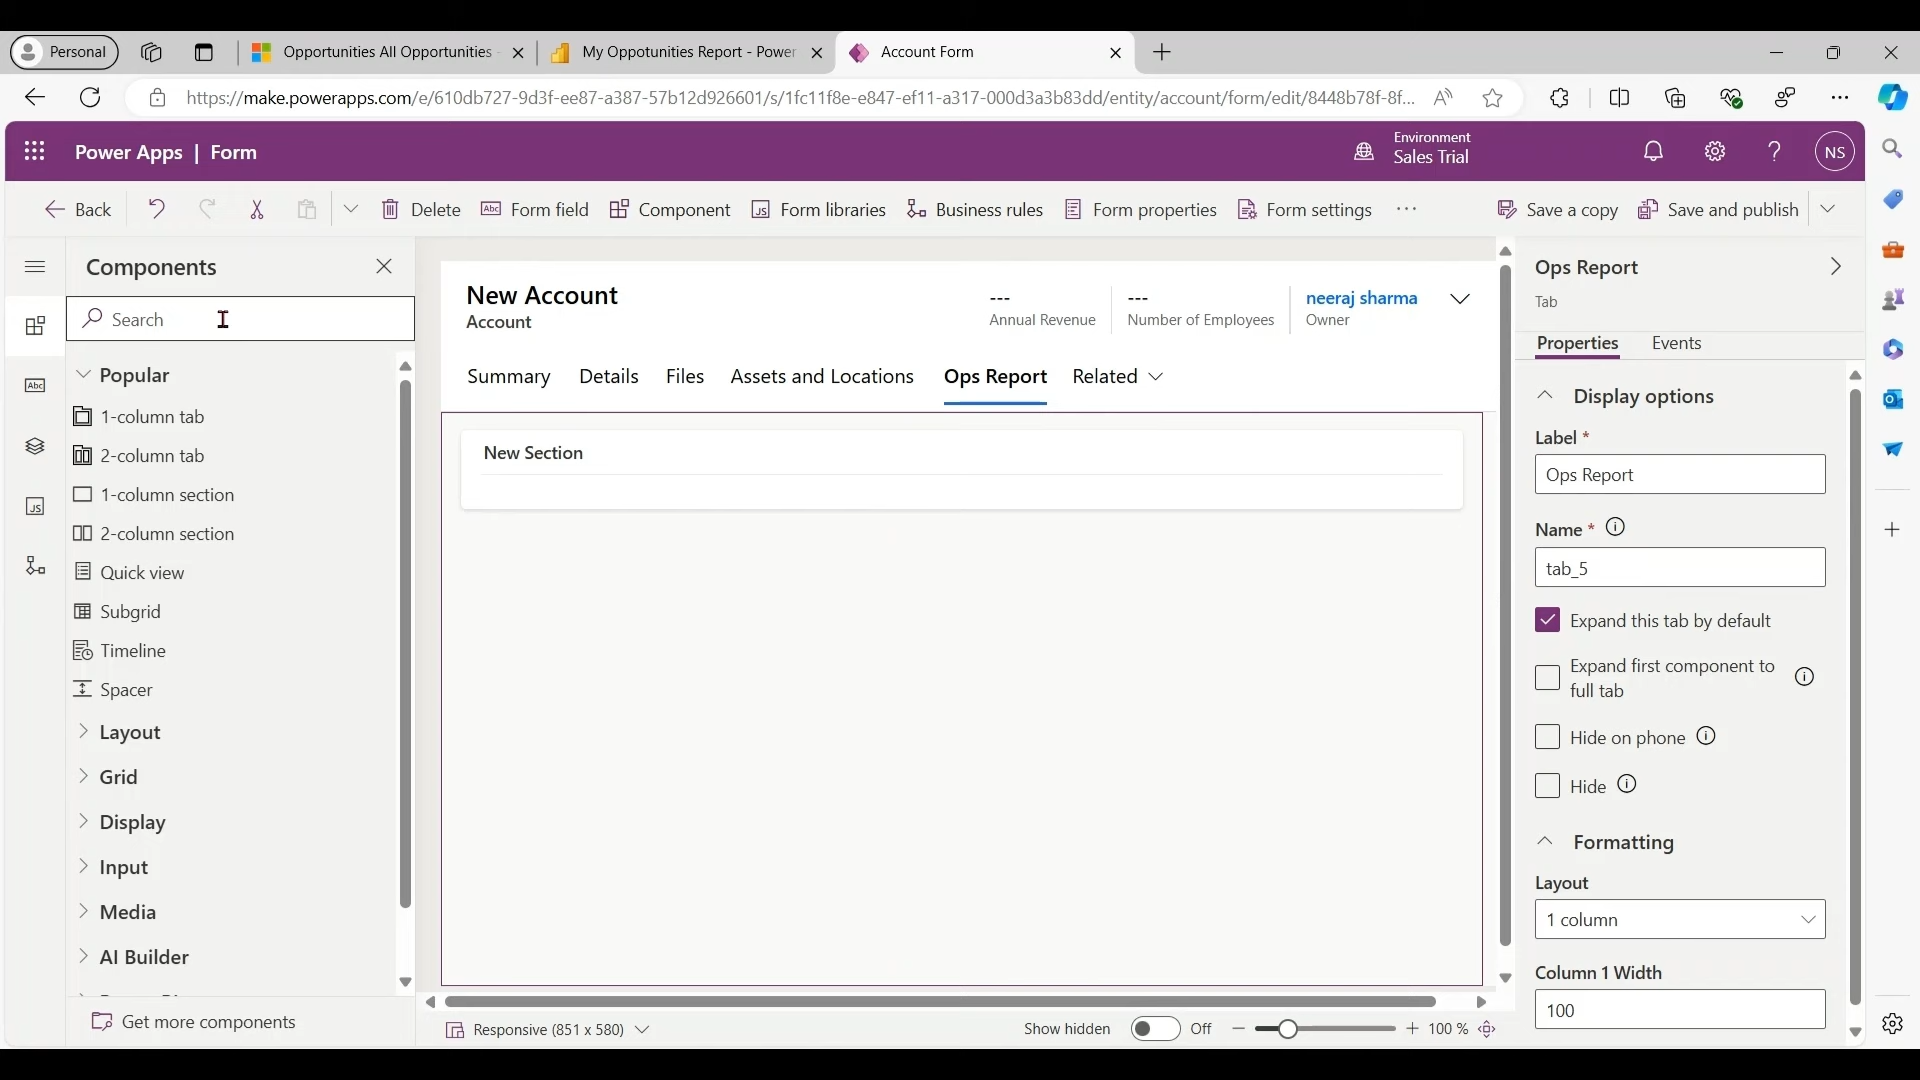 Personal
Opportunities All Opportunities -
My Oppotunities Report - Power
Account Form
https://make.powerapps.com/e/610db727-9d3f-ee87-a387-57b12d926601/s/1fc11f8e-e847-ef11-a317-000d3a3b83dd/entity/account/form/edit/8448b78f-8f...
Power Apps | Form
Environment
Sales Trial
NS
Back
Delete
Abc Form field
Component
JS Form libraries
Business rules
Form properties
Form settings
Save a copy
Save and publish
Components
Search
Popular
1-column tab
2-column tab
1-column section
2-column section
Quick view
Subgrid
Timeline
Spacer
Layout
Grid
Display
Input
Media
AI Builder
Get more components
Abc
JS
New Account
Account
---
Annual Revenue
---
Number of Employees
neeraj sharma
Owner
Summary
Details
Files
Assets and Locations
Ops Report
Related
New Section
Responsive (851 x 580)
Show hidden
Off
100 %
Ops Report
Tab
Properties
Events
Display options
Label *
Ops Report
Name *
tab_5
Expand this tab by default
Expand first component to
full tab
Hide on phone
Hide
Formatting
Layout
1 column
Column 1 Width
100